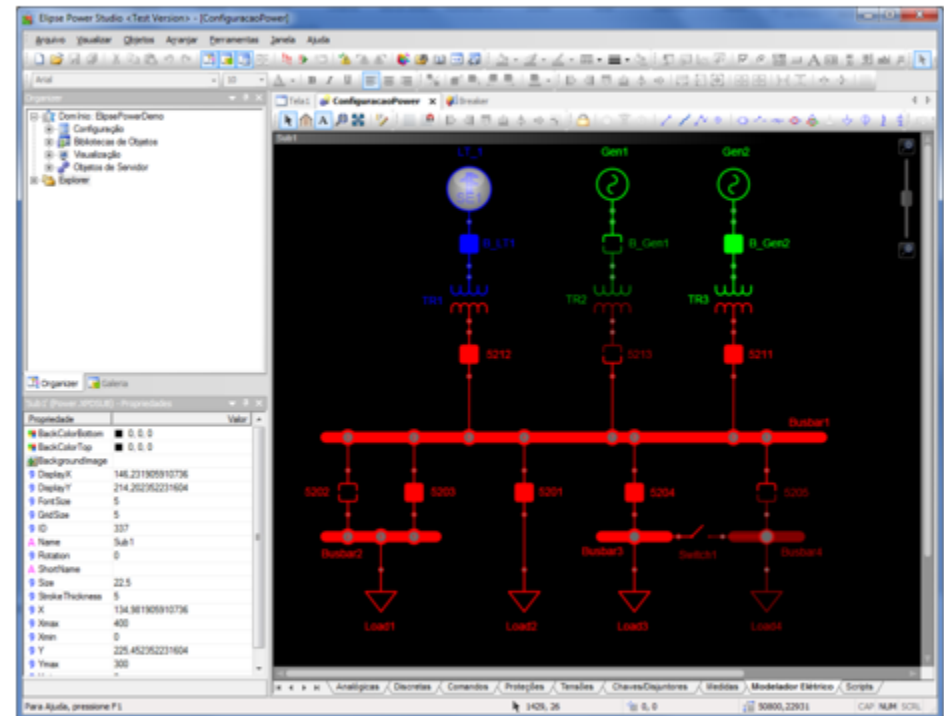 Elipse Power Studio <Test Version> - [ConfiguracaoPower]
Arquivo Visualizar Objetos Arranjar Ferramentas Janela Ajuda
Arial 10
Organizer
Domínio: ElipsePowerDemo
Configuração
Bibliotecas de Objetos
Visualização
Objetos de Servidor
Explorer
Organizer Galeria
Tela1 ConfiguracaoPower x Breaker
Sub1
LT_1 Gen1 Gen2
SE1
B_LT1 B_Gen1 B_Gen2
TR1 TR2 TR3
5212 5211
Busbar1
5202 5203 5201 5204 5205
Busbar2 Busbar3 Switch1 Busbar4
Load1 Load2 Load3 Load4
Propriedade Valor
BackColorBottom 0, 0, 0
BackColorTop 0, 0, 0
BackgroundImage
DisplayX 146,231905910736
DisplayY 214,202352231604
FontSize 5
GridSize 5
ID 337
Name Sub1
Rotation 0
ShortName
Size 22.5
StrokeThickness 5
X 134,981905910736
Xmax 400
Xmin 0
Y 225,452352231604
Ymax 300
Analógicas Discretas Comandos Proteções Tensões Chaves/Disjuntores Medidas Modelador Elétrico Scripts
Para Ajuda, pressione F1 1429, 26 0, 0 50800,22931 CAP NUM SCRL